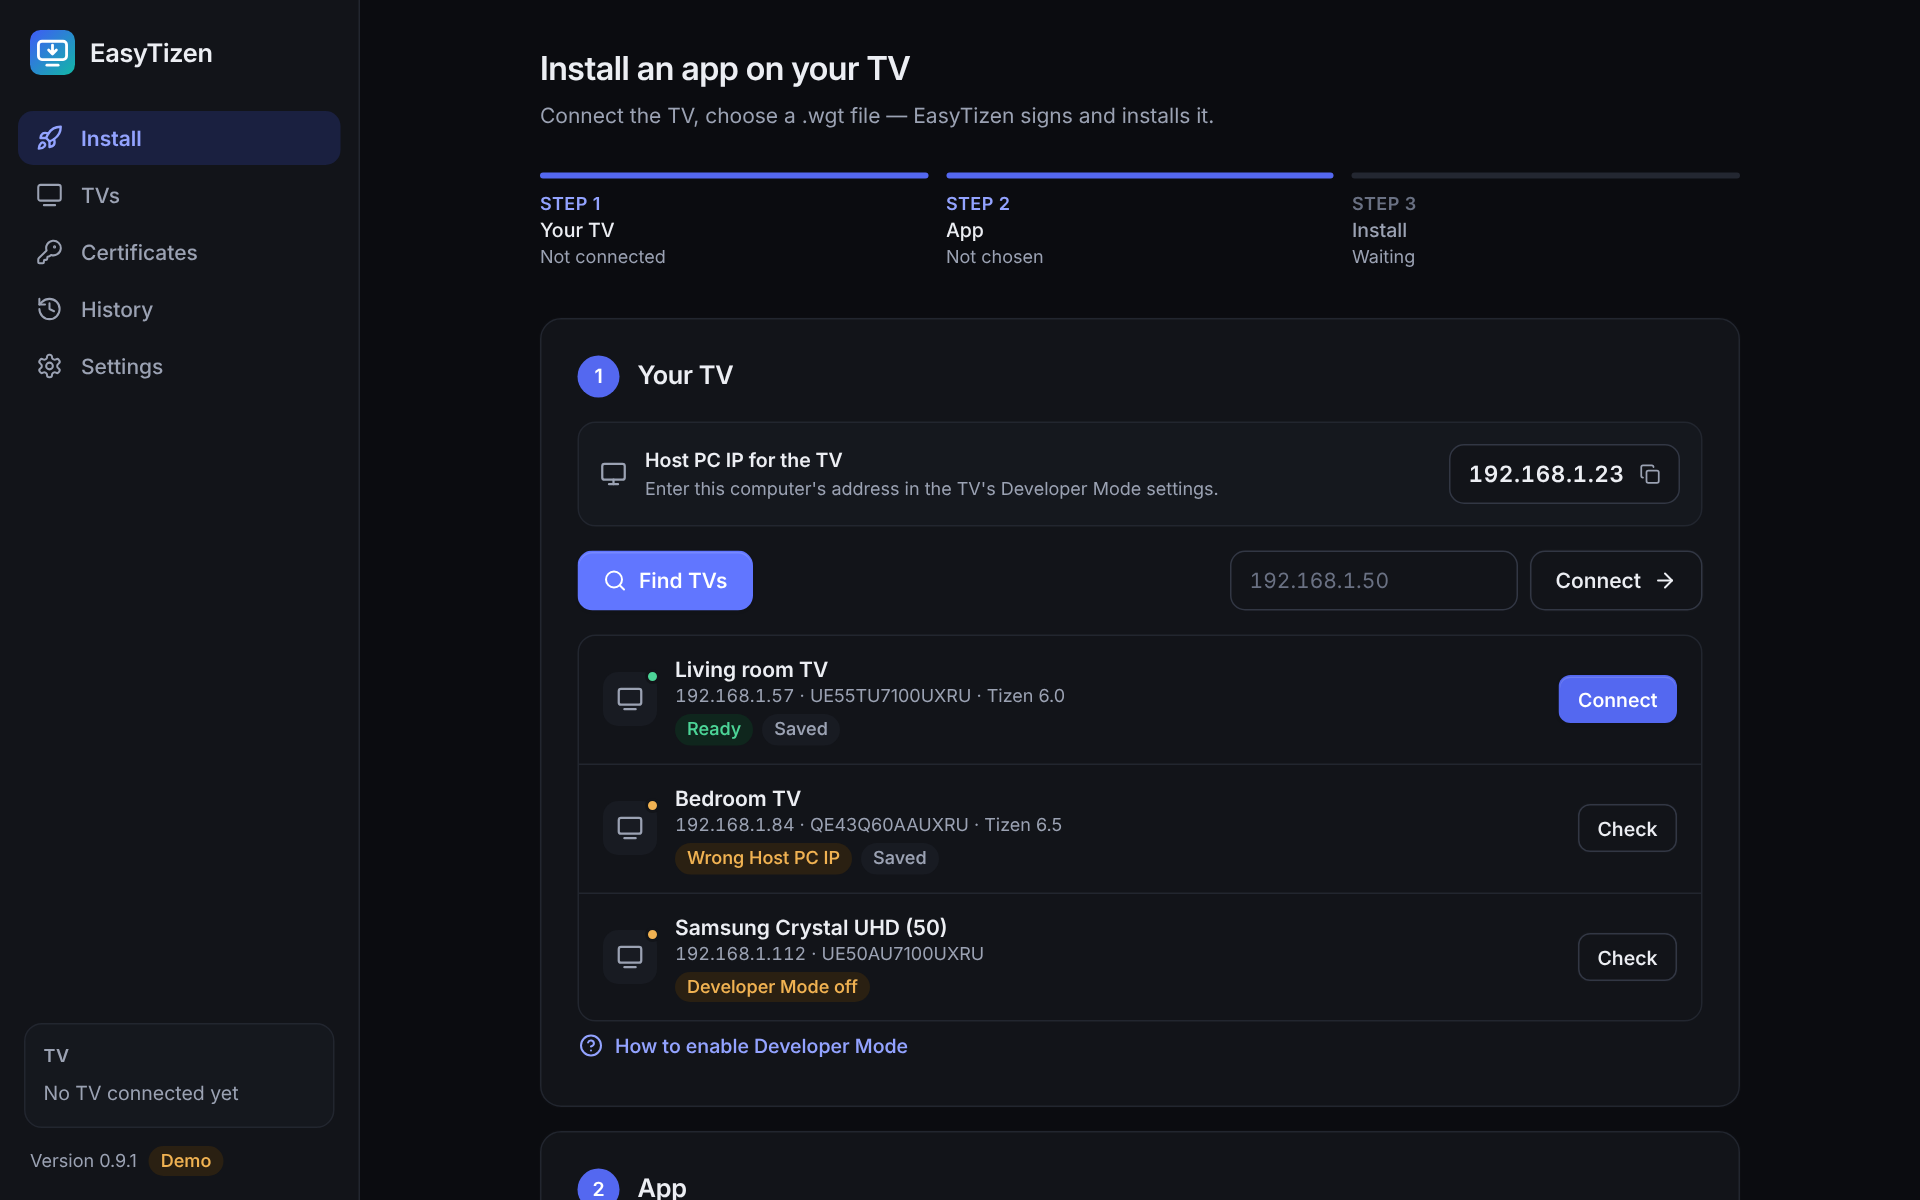 EasyTizen
Install
TVs
Certificates
History
Settings
TV
No TV connected yet
Version 0.9.1 Demo
Install an app on your TV
Connect the TV, choose a .wgt file — EasyTizen signs and installs it.
STEP 1
Your TV
Not connected
STEP 2
App
Not chosen
STEP 3
Install
Waiting
1 Your TV
Host PC IP for the TV
Enter this computer's address in the TV's Developer Mode settings.
192.168.1.23
Find TVs
192.168.1.50
Connect
Living room TV
192.168.1.57 · UE55TU7100UXRU · Tizen 6.0
Ready Saved
Connect
Bedroom TV
192.168.1.84 · QE43Q60AAUXRU · Tizen 6.5
Wrong Host PC IP Saved
Check
Samsung Crystal UHD (50)
192.168.1.112 · UE50AU7100UXRU
Developer Mode off
Check
How to enable Developer Mode
2 App